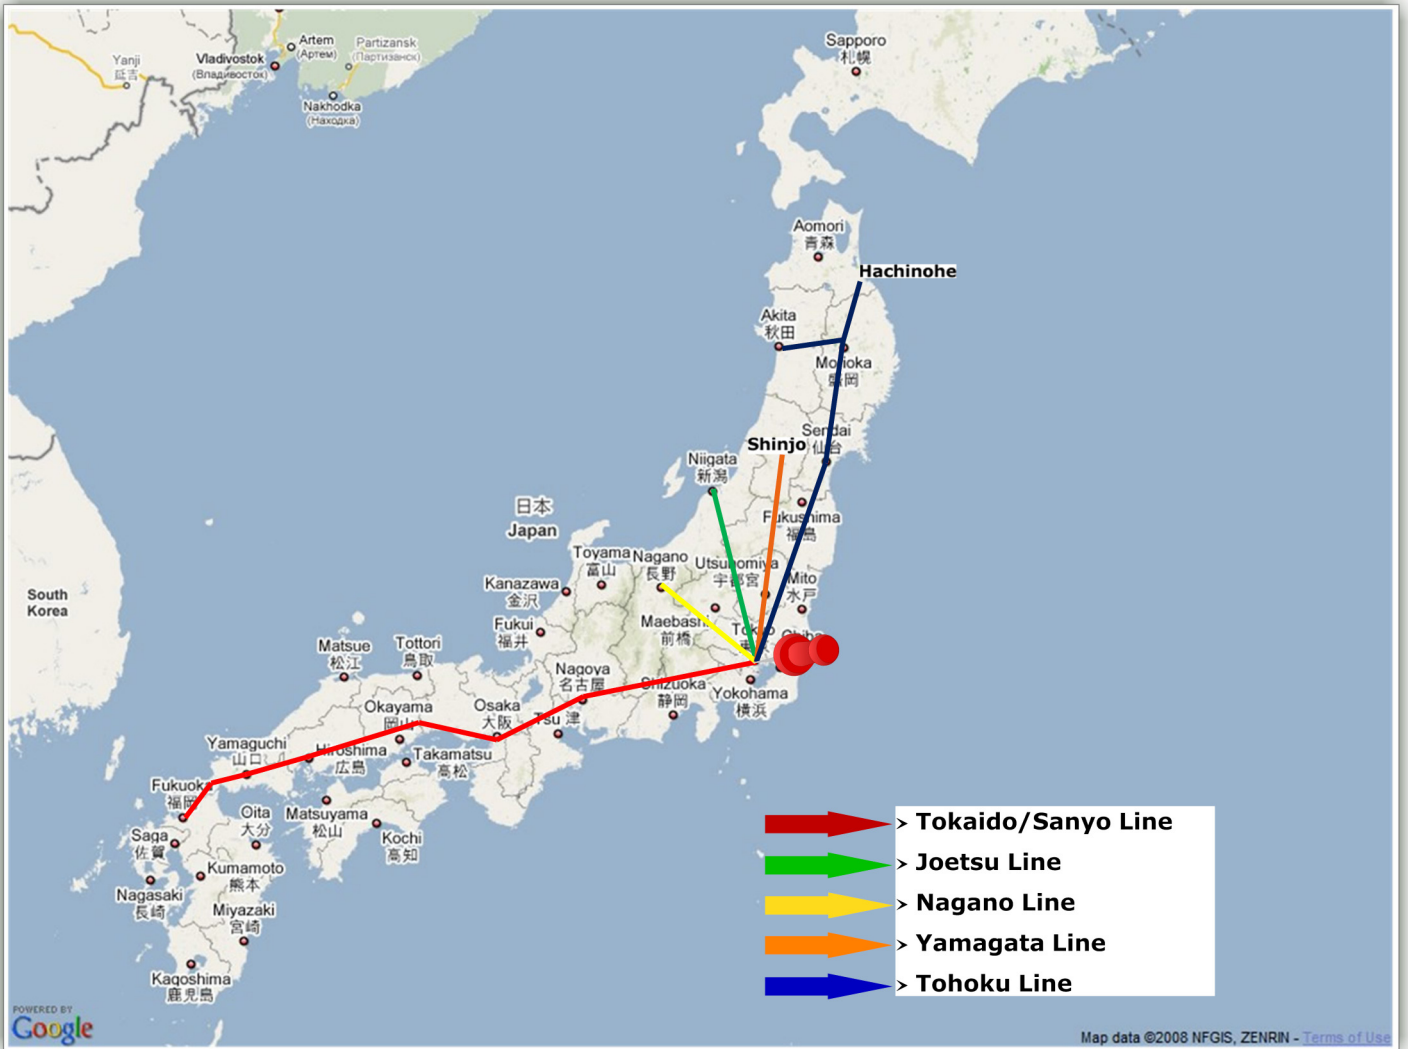 Sapporo
札幌
Artem
(Артем)
Partizansk
(Партизанск)
Yanji
延吉
Vladivostok
(Владивосток)
Nakhodka
(Находка)
Aomori
青森
Hachinohe
Akita
秋田
Morioka
盛岡
Sendai
仙台
Shinjo
Niigata
新潟
日本
Japan
Fukushima
福島
Toyama
富山
Nagano
長野
Utsunomiya
宇都宮
Mito
水戸
Kanazawa
金沢
South
Korea
Fukui
福井
Maebashi
前橋
Tokyo
Chiba
Matsue
松江
Tottori
鳥取
Nagoya
名古屋
Shizuoka
静岡
Yokohama
横浜
Okayama
岡山
Osaka
大阪
Tsu 津
Yamaguchi
山口
Hiroshima
広島
Takamatsu
高松
Fukuoka
福岡
Oita
大分
Matsuyama
松山
Kochi
高知
Saga
佐賀
Kumamoto
熊本
Nagasaki
長崎
Miyazaki
宮崎
Kagoshima
鹿児島
➢ Tokaido/Sanyo Line
➢ Joetsu Line
➢ Nagano Line
➢ Yamagata Line
➢ Tohoku Line
POWERED BY
Google
Map data ©2008 NFGIS, ZENRIN - Terms of Use